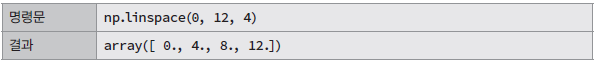 명령문 np.linspace(0, 12, 4)
결과 array([ 0., 4., 8., 12.])